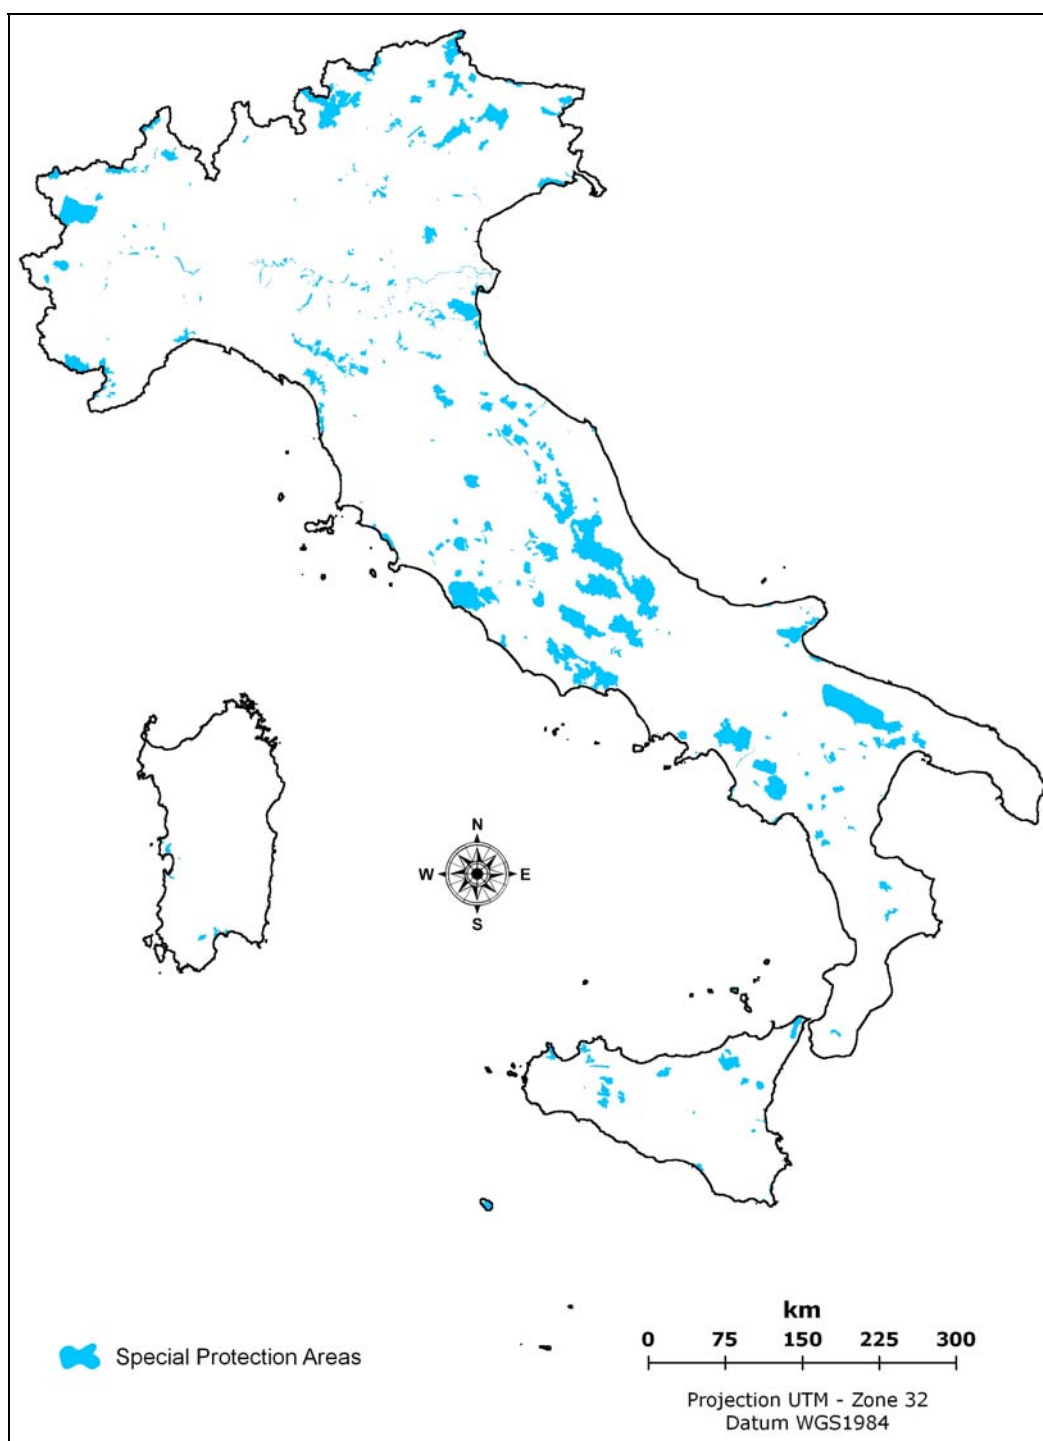 N
W E
S
km
0 75 150 225 300
Special Protection Areas
Projection UTM - Zone 32
Datum WGS1984